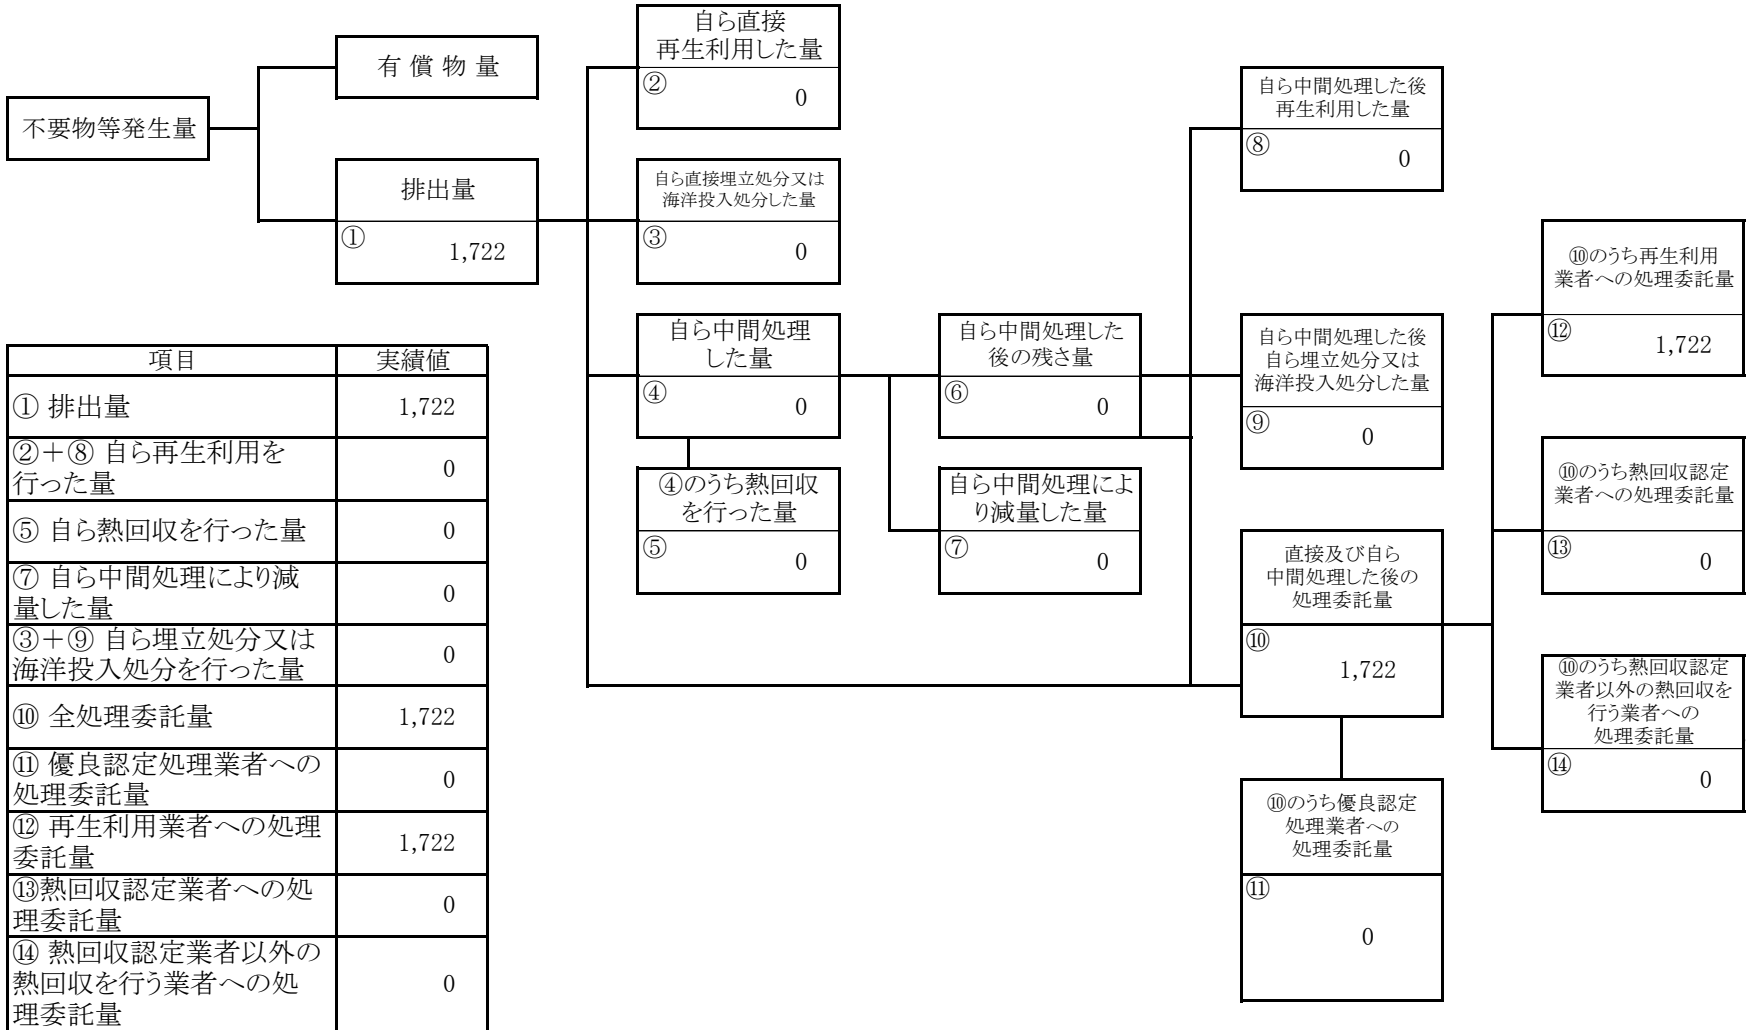 不要物等発生量
有 償 物 量
排出量
①
1,722
自ら直接
再生利用した量
②
0
自ら直接埋立処分又は
海洋投入処分した量
③
0
自ら中間処理
した量
④
0
④のうち熱回収
を行った量
⑤
0
自ら中間処理した
後の残さ量
⑥
0
自ら中間処理によ
り減量した量
⑦
0
自ら中間処理した後
再生利用した量
⑧
0
自ら中間処理した後
自ら埋立処分又は
海洋投入処分した量
⑨
0
直接及び自ら
中間処理した後の
処理委託量
⑩
1,722
⑩のうち優良認定
処理業者への
処理委託量
⑪
0
⑩のうち再生利用
業者への処理委託量
⑫
1,722
⑩のうち熱回収認定
業者への処理委託量
⑬
0
⑩のうち熱回収認定
業者以外の熱回収を
行う業者への
処理委託量
⑭
0
項目 実績値
① 排出量 1,722
②＋⑧ 自ら再生利用を
行った量 0
⑤ 自ら熱回収を行った量 0
⑦ 自ら中間処理により減
量した量 0
③＋⑨ 自ら埋立処分又は
海洋投入処分を行った量 0
⑩ 全処理委託量 1,722
⑪ 優良認定処理業者への
処理委託量 0
⑫ 再生利用業者への処理
委託量 1,722
⑬熱回収認定業者への処
理委託量 0
⑭ 熱回収認定業者以外の
熱回収を行う業者への処
理委託量 0